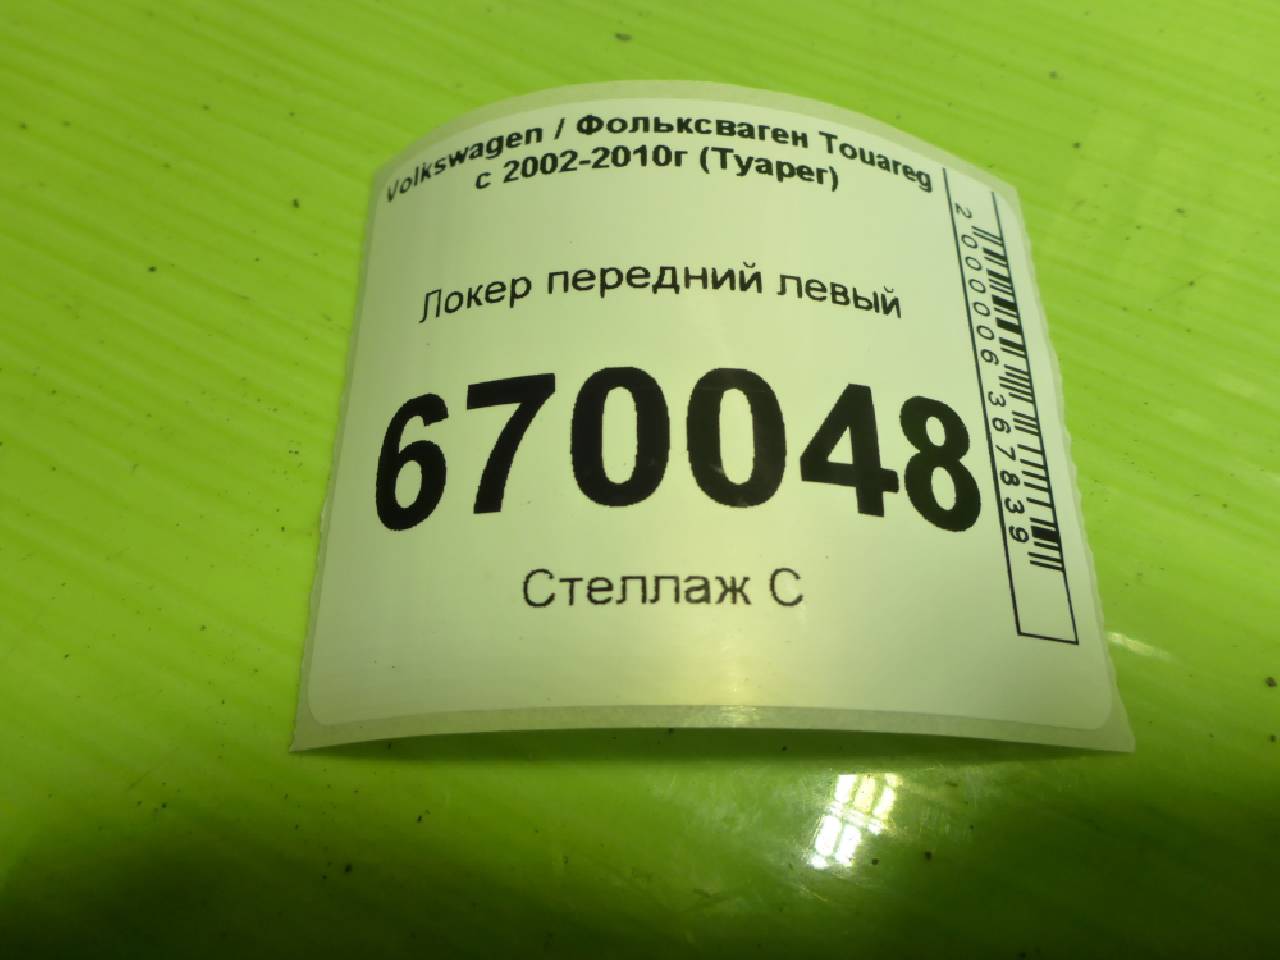 Volkswagen / Фольксваген Touareg
с 2002-2010г (Туарег)
Локер передний левый
670048
Стеллаж С
2000006367839